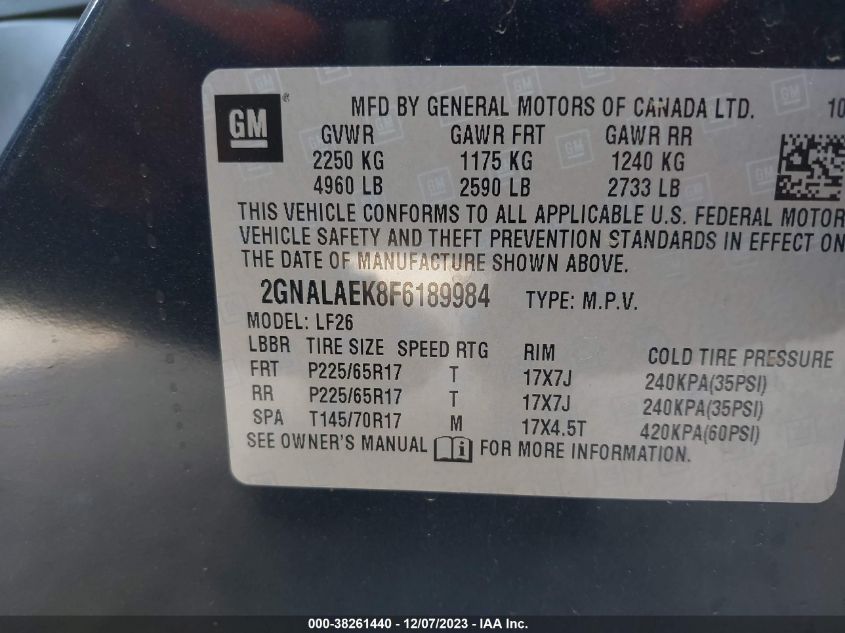 GM ® MFD BY GENERAL MOTORS OF CANADA LTD. 10
GVWR GAWR FRT GAWR RR
2250 KG 1175 KG 1240 KG
4960 LB 2590 LB 2733 LB
THIS VEHICLE CONFORMS TO ALL APPLICABLE U.S. FEDERAL MOTOR
VEHICLE SAFETY AND THEFT PREVENTION STANDARDS IN EFFECT ON
THE DATE OF MANUFACTURE SHOWN ABOVE.
2GNALAEK8F6189984 TYPE: M.P.V.
MODEL: LF26
LBBR TIRE SIZE SPEED RTG RIM COLD TIRE PRESSURE
FRT P225/65R17 T 17X7J 240KPA(35PSI)
RR P225/65R17 T 17X7J 240KPA(35PSI)
SPA T145/70R17 M 17X4.5T 420KPA(60PSI)
SEE OWNER'S MANUAL FOR MORE INFORMATION.
000-38261440 - 12/07/2023 - IAA Inc.